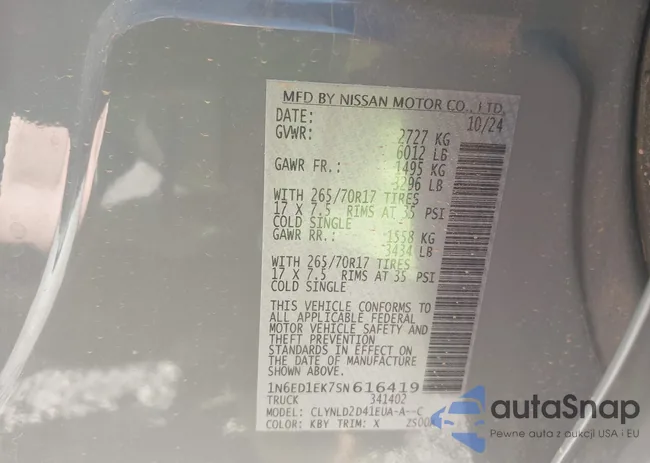 MFD BY NISSAN MOTOR CO., LTD.
DATE: 10/24
GVWR: 2727 KG
6012 LB
GAWR FR.: 1495 KG
3296 LB
WITH 265/70R17 TIRES
17 X 7.5 RIMS AT 35 PSI
COLD SINGLE
GAWR RR.: 1558 KG
3434 LB
WITH 265/70R17 TIRES
17 X 7.5 RIMS AT 35 PSI
COLD SINGLE
THIS VEHICLE CONFORMS TO
ALL APPLICABLE FEDERAL
MOTOR VEHICLE SAFETY AND
THEFT PREVENTION
STANDARDS IN EFFECT ON
THE DATE OF MANUFACTURE
SHOWN ABOVE.
1N6ED1EK7SN616419
TRUCK 341402
MODEL: CLYNLD2D41EUA-A--C
COLOR: KBY TRIM: X
autaSnap
Pewne auta z aukcji USA i EU